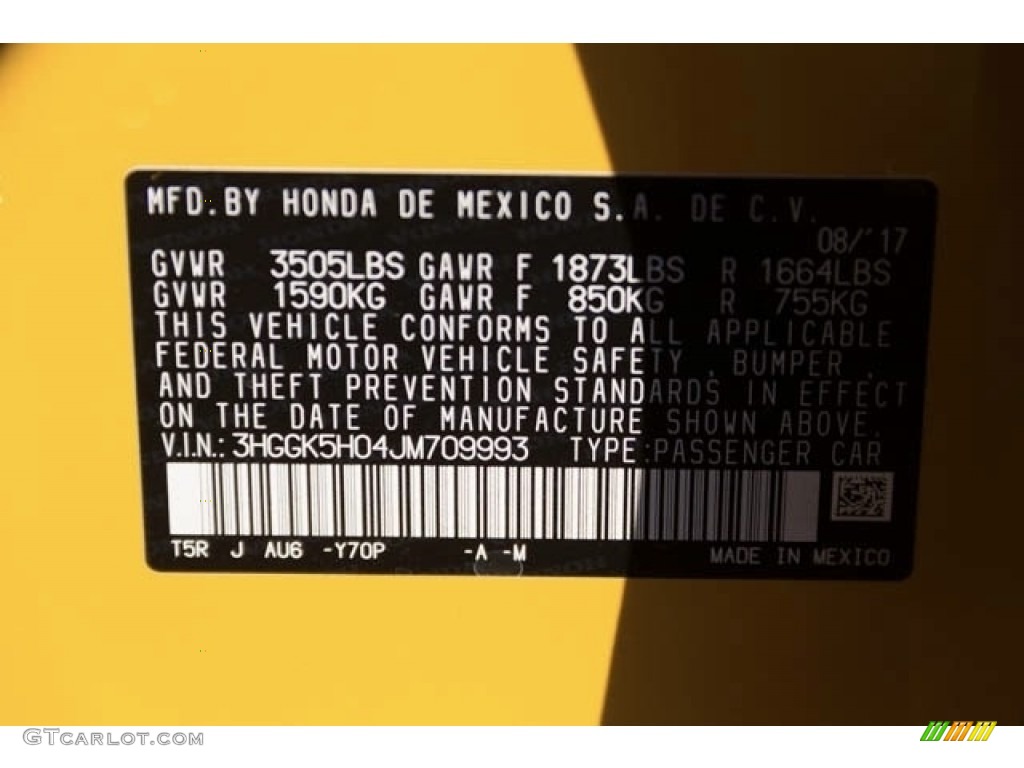 MFD. BY HONDA DE MEXICO S.A. DE C.V.
08/'17
GVWR 3505LBS GAWR F 1873LBS R 1664LBS
GVWR 1590KG GAWR F 850KG R 755KG
THIS VEHICLE CONFORMS TO ALL APPLICABLE
FEDERAL MOTOR VEHICLE SAFETY , BUMPER ,
AND THEFT PREVENTION STANDARDS IN EFFECT
ON THE DATE OF MANUFACTURE SHOWN ABOVE.
V.I.N.: 3HGGK5H04JM709993 TYPE:PASSENGER CAR
T5R J AU6 -Y70P -A -M MADE IN MEXICO
GTCARLOT.COM